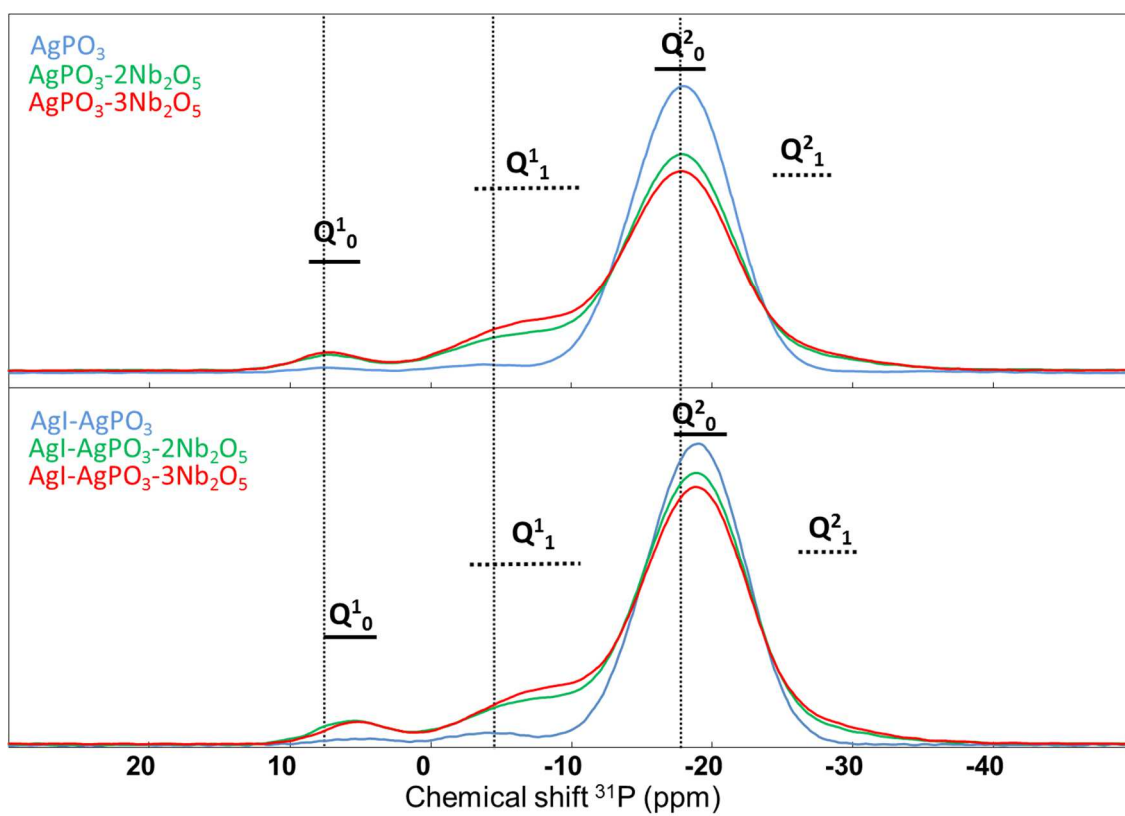 AgPO₃
AgPO₃-2Nb₂O₅
AgPO₃-3Nb₂O₅
Q²₀
Q²₁
Q¹₁
Q¹₀
AgI-AgPO₃
AgI-AgPO₃-2Nb₂O₅
AgI-AgPO₃-3Nb₂O₅
Q²₀
Q²₁
Q¹₁
Q¹₀
20 10 0 -10 -20 -30 -40
Chemical shift ³¹P (ppm)